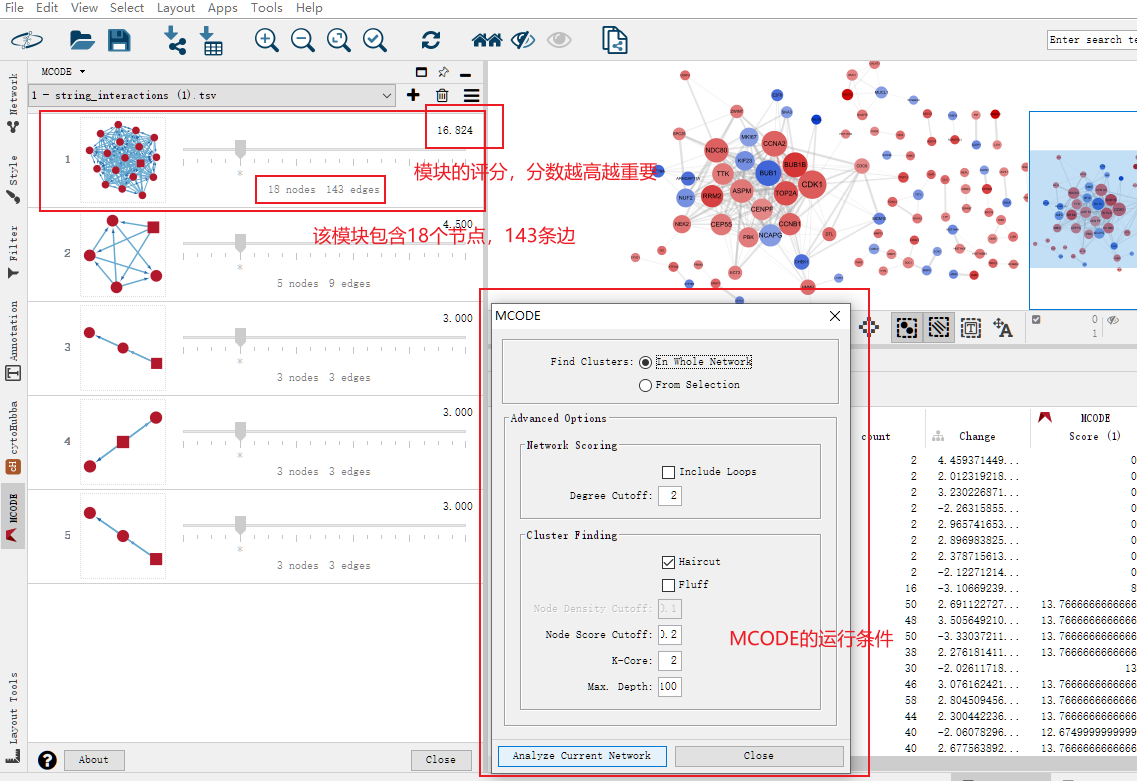 File Edit View Select Layout Apps Tools Help
Enter search te
MCODE
1 - string_interactions (1).tsv
Network
Style
Filter
Annotation
cytoHubba
MCODE
Layout Tools
1
16.824
18 nodes 143 edges
模块的评分，分数越高越重要
该模块包含18个节点，143条边
2
4.500
5 nodes 9 edges
3
3.000
3 nodes 3 edges
4
3.000
3 nodes 3 edges
5
3.000
3 nodes 3 edges
About
Close
MKI67
CCNA2
NDC80
KIF23
BUB1B
TTK
BUB1
CDK1
NUF2
RRM2
ASPM
TOP2A
CENPF
NEK2
CEP55
CCNB1
PBK
NCAPG
MCODE
Find Clusters:
In Whole Network
From Selection
Advanced Options
Network Scoring
Include Loops
Degree Cutoff: 2
Cluster Finding
Haircut
Fluff
Node Density Cutoff: 0.1
Node Score Cutoff: 0.2
K-Core: 2
Max. Depth: 100
Analyze Current Network
Close
MCODE的运行条件
0
1
count
Change
MCODE
Score (1)
2 4.459371449... 0
2 2.012319218... 0
2 3.230226871... 0
2 -2.26315855... 0
2 2.965741653... 0
2 2.896983825... 0
2 2.378715613... 0
2 -2.12271214... 0
16 -3.10669239... 8
50 2.691122727... 13.7666666666666
48 3.505649210... 13.7666666666666
50 -3.33037211... 13.7666666666666
38 2.276181411... 13.7666666666666
30 -2.02611718... 13
46 3.076162421... 13.7666666666666
58 2.804509456... 13.7666666666666
44 2.300442236... 13.7666666666666
40 -2.06078296... 12.6749999999999
40 2.677563892... 13.7666666666666